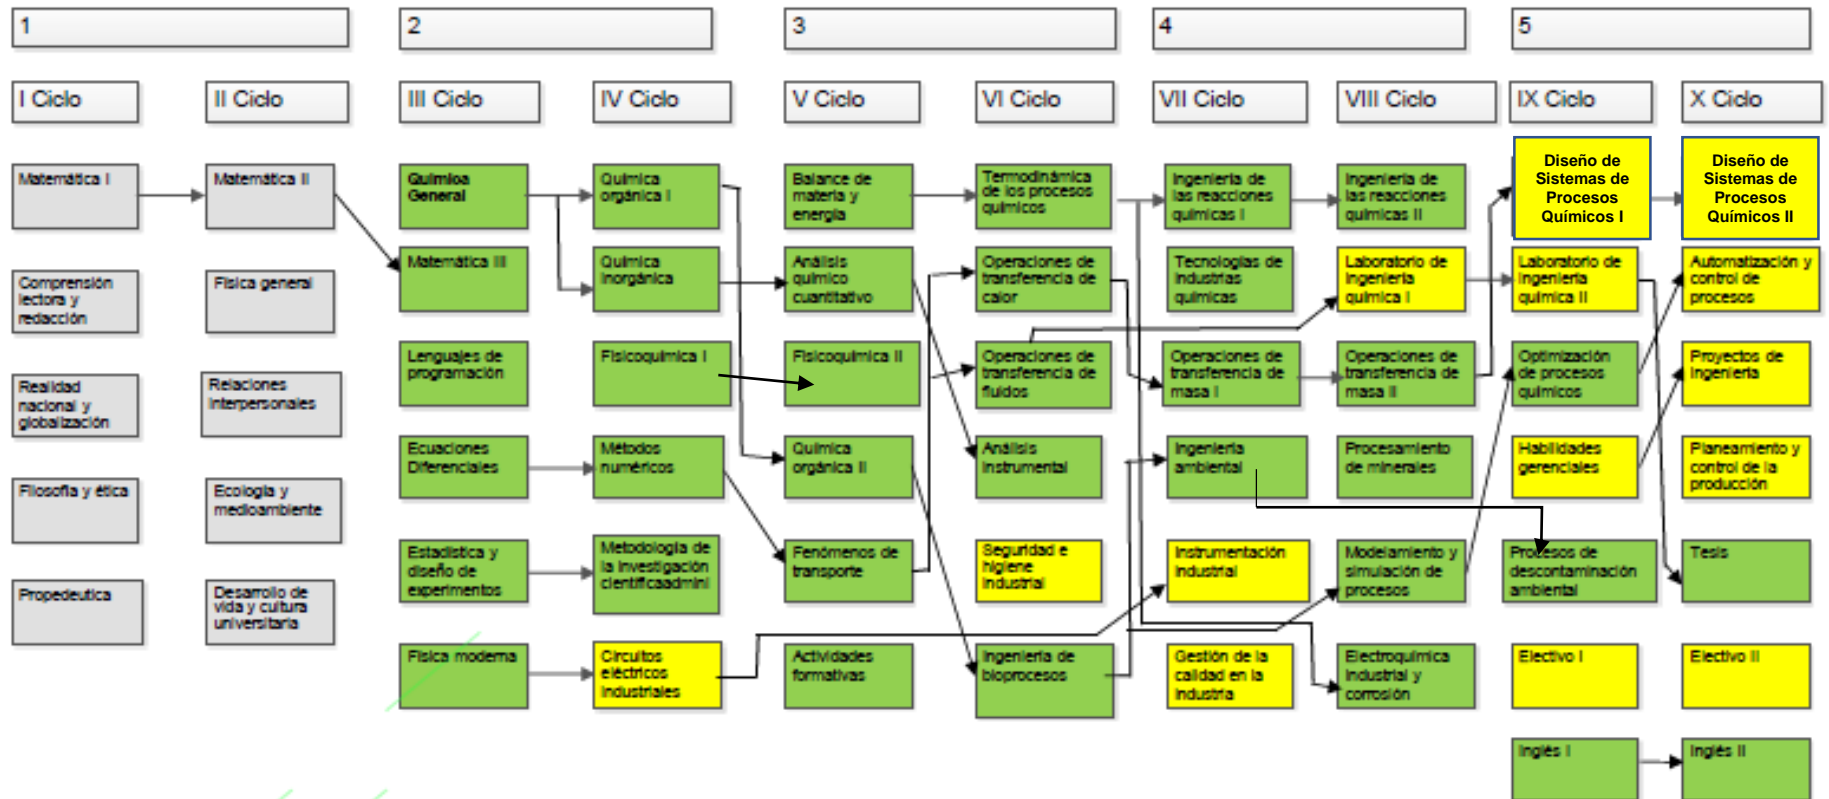 1
2
3
4
5
I Ciclo
II Ciclo
III Ciclo
IV Ciclo
V Ciclo
VI Ciclo
VII Ciclo
VIII Ciclo
IX Ciclo
X Ciclo
Matemática I
Comprensión
lectora y
redacción
Realidad
nacional y
globalización
Filosofía y ética
Propedeutica
Matemática II
Física general
Relaciones
Interpersonales
Ecología y
medioambiente
Desarrollo de
vida y cultura
universitaria
Química
General
Matemática III
Lenguajes de
programación
Ecuaciones
Diferenciales
Estadística y
diseño de
experimentos
Física moderna
Química
orgánica I
Química
inorgánica
Fisicoquímica I
Métodos
numéricos
Metodología de
la investigación
científicaadmini
Circuitos
eléctricos
industriales
Balance de
materia y
energía
Análisis
químico
cuantitativo
Fisicoquímica II
Química
orgánica II
Fenómenos de
transporte
Actividades
formativas
Termodinámica
de los procesos
químicos
Operaciones de
transferencia de
calor
Operaciones de
transferencia de
fluidos
Análisis
instrumental
Seguridad e
higiene
industrial
Ingeniería de
bioprocesos
Ingeniería de
las reacciones
químicas I
Tecnologías de
industrias
químicas
Operaciones de
transferencia de
masa I
Ingeniería
ambiental
Instrumentación
industrial
Gestión de la
calidad en la
industria
Ingeniería de
las reacciones
químicas II
Laboratorio de
ingeniería
química I
Operaciones de
transferencia de
masa II
Procesamiento
de minerales
Modelamiento y
simulación de
procesos
Electroquímica
industrial y
corrosión
Diseño de
Sistemas de
Procesos
Químicos I
Laboratorio de
ingeniería
química II
Optimización
de procesos
químicos
Habilidades
gerenciales
Procesos de
descontaminación
ambiental
Electivo I
Inglés I
Diseño de
Sistemas de
Procesos
Químicos II
Automatización y
control de
procesos
Proyectos de
ingeniería
Planeamiento y
control de la
producción
Tesis
Electivo II
Inglés II